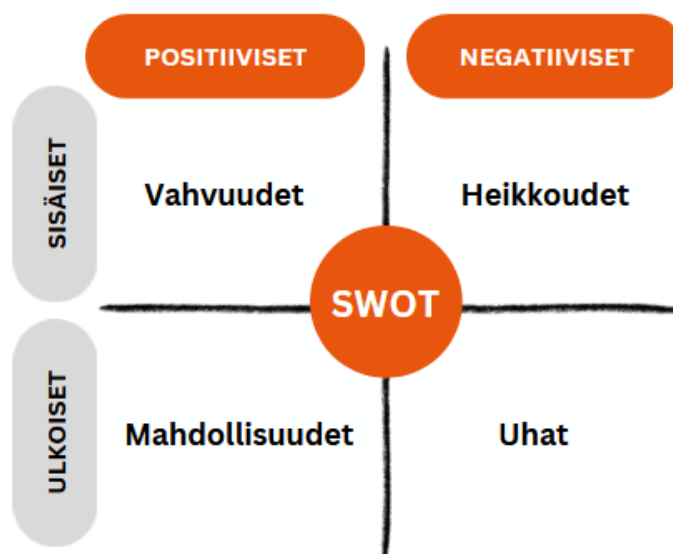 POSITIIVISET
NEGATIIVISET
SISÄISET
Vahvuudet
Heikkoudet
SWOT
ULKOISET
Mahdollisuudet
Uhat